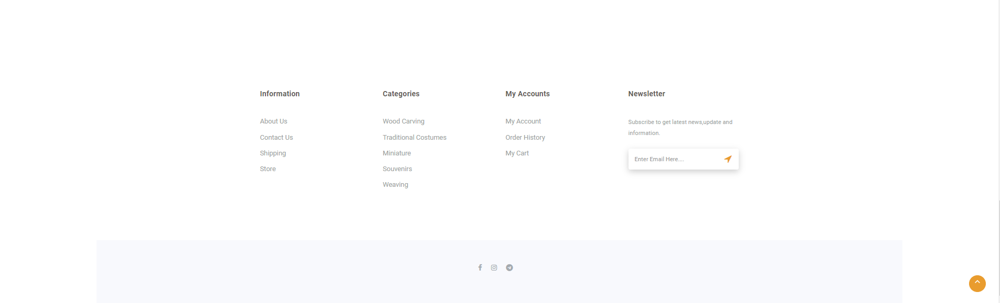 Information
About Us
Contact Us
Shipping
Store
Categories
Wood Carving
Traditional Costumes
Miniature
Souvenirs
Weaving
My Accounts
My Account
Order History
My Cart
Newsletter
Subscribe to get latest news,update and
information.
Enter Email Here....